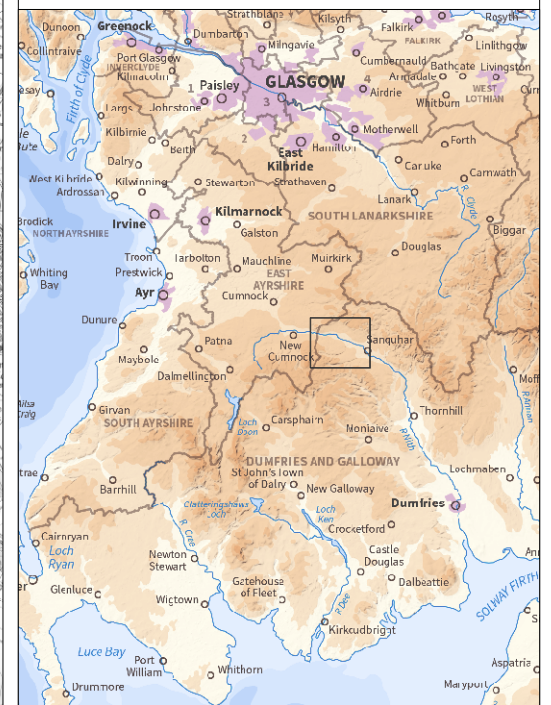 Dunoon
Greenock
Strathblane
Kilsyth
Falkirk
Rosyth
Collintraive
Dumbarton
Milngavie
FALKIRK
Linlithgow
Port Glasgow
INVERCLYDE
Kilmacolm
Cumbernauld
Bathcate
Livingston
Armadale
GLASGOW
WEST
LOTHIAN
Firth of Clyde
1
Paisley
3
4
Airdrie
Whitburn
Largs
Johnstone
Kilbirnie
2
Motherwell
Beith
East
Kilbride
Hamilton
Forth
Dalry
Carluke
West Kilbride
Kilwinning
Stewarton
Strathaven
Carnwath
Ardrossan
Lanark
R. Clyde
Irvine
Kilmarnock
SOUTH LANARKSHIRE
Brodick
NORTH AYRSHIRE
Galston
Biggar
Troon
Tarbolton
Mauchline
Muirkirk
Douglas
Whiting
Bay
Prestwick
EAST
AYRSHIRE
Ayr
Cumnock
Dunure
Patna
New
Cumnock
Sanquhar
Maybole
Dalmellington
Ailsa
Craig
Girvan
SOUTH AYRSHIRE
Loch
Doon
Carsphairn
Thornhill
R Annan
Moniaive
R Nith
DUMFRIES AND GALLOWAY
St John's Town
of Dalry
Lochmaben
Barrhill
New Galloway
Clatteringshaws
Loch
Loch
Ken
Dumfries
Crocketford
R. Cree
Cairnryan
Loch
Ryan
Newton
Stewart
Castle
Douglas
Glenluce
Gatehouse
of Fleet
Dalbeattie
Wigtown
R Dee
SOLWAY FIRTH
Kirkcudbright
Luce Bay
Port
William
Whithorn
Aspatria
Drummore
Maryport